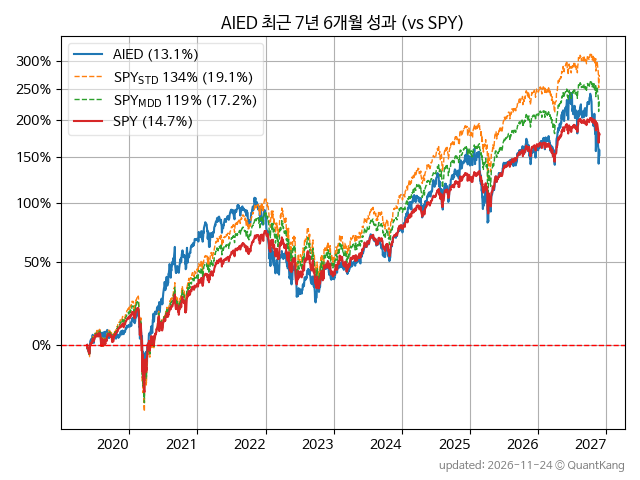 AIED 최근 7년 6개월 성과 (vs SPY)
AIED (13.1%)
SPY_STD 134% (19.1%)
SPY_MDD 119% (17.2%)
SPY (14.7%)
300%
250%
200%
150%
100%
50%
0%
2020 2021 2022 2023 2024 2025 2026 2027
updated: 2026-11-24 © QuantKang